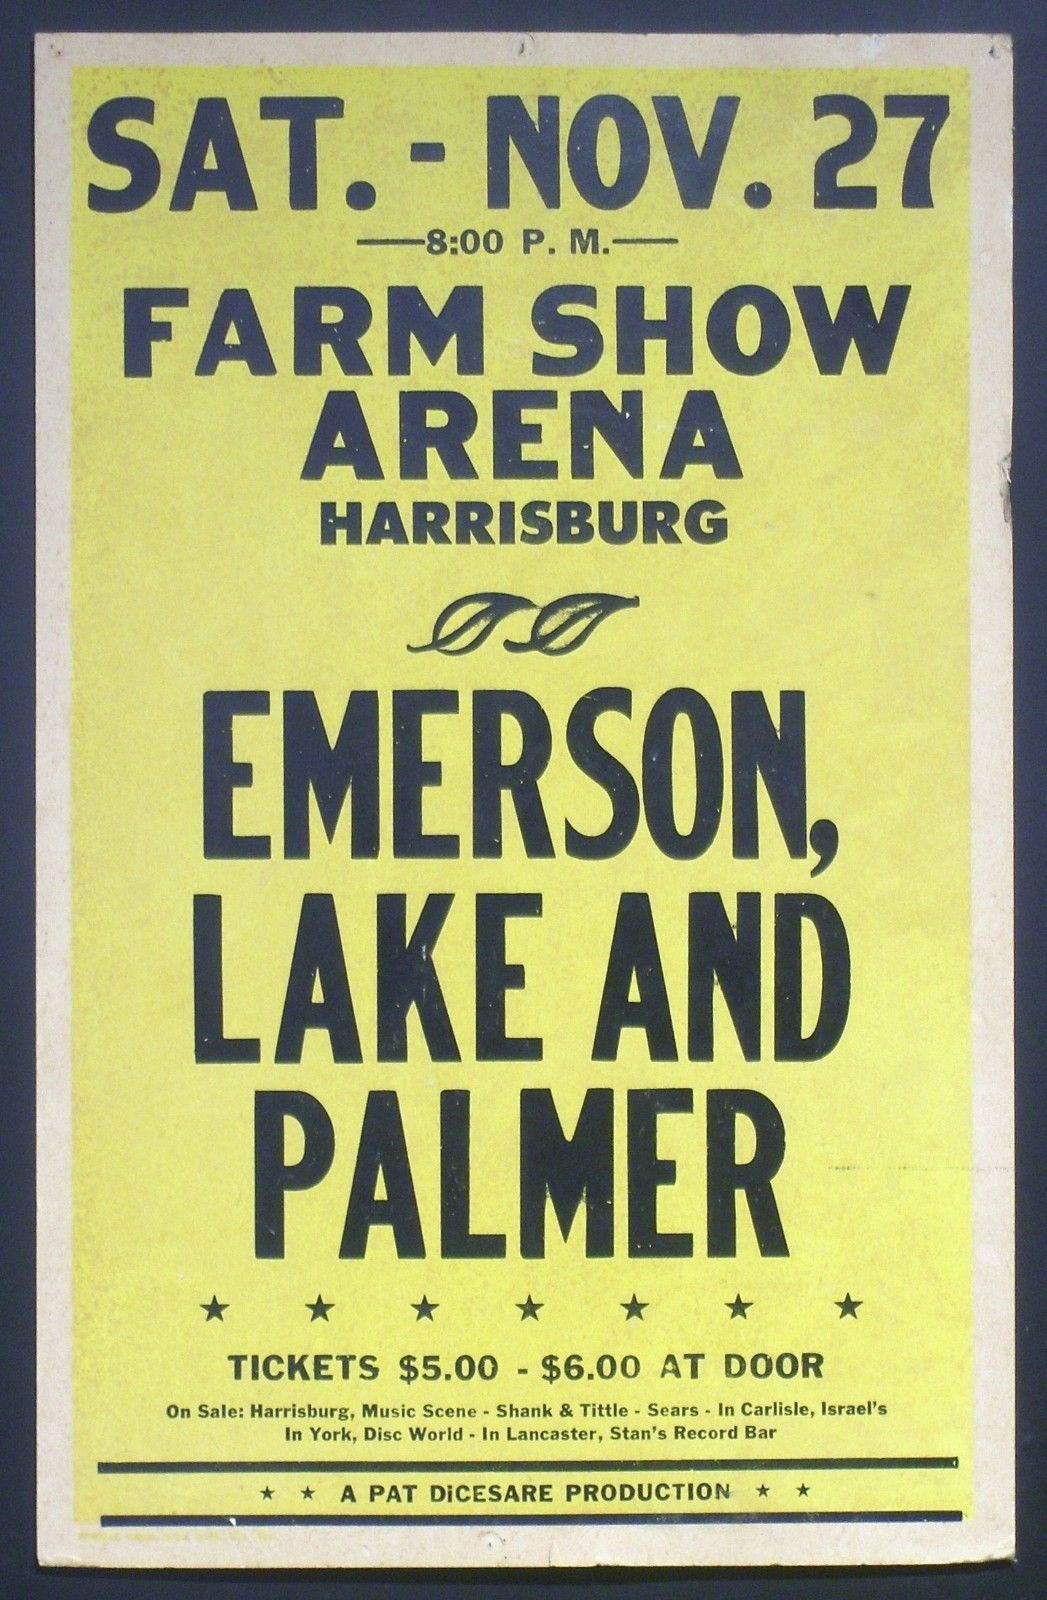 SAT. - NOV. 27
8:00 P. M.
FARM SHOW
ARENA
HARRISBURG
EMERSON,
LAKE AND
PALMER
TICKETS $5.00 - $6.00 AT DOOR
On Sale: Harrisburg, Music Scene - Shank & Tittle - Sears - In Carlisle, Israel's
In York, Disc World - In Lancaster, Stan's Record Bar
A PAT DiCESARE PRODUCTION